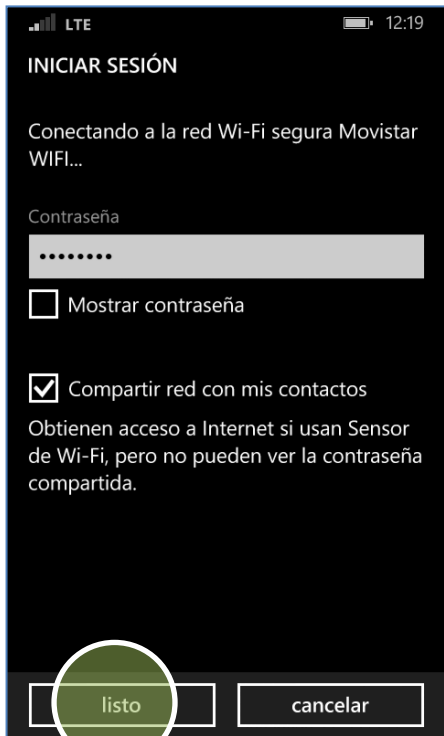 LTE 12:19
INICIAR SESIÓN
Conectando a la red Wi-Fi segura Movistar
WIFI...
Contraseña
••••••••
Mostrar contraseña
Compartir red con mis contactos
Obtienen acceso a Internet si usan Sensor
de Wi-Fi, pero no pueden ver la contraseña
compartida.
listo cancelar